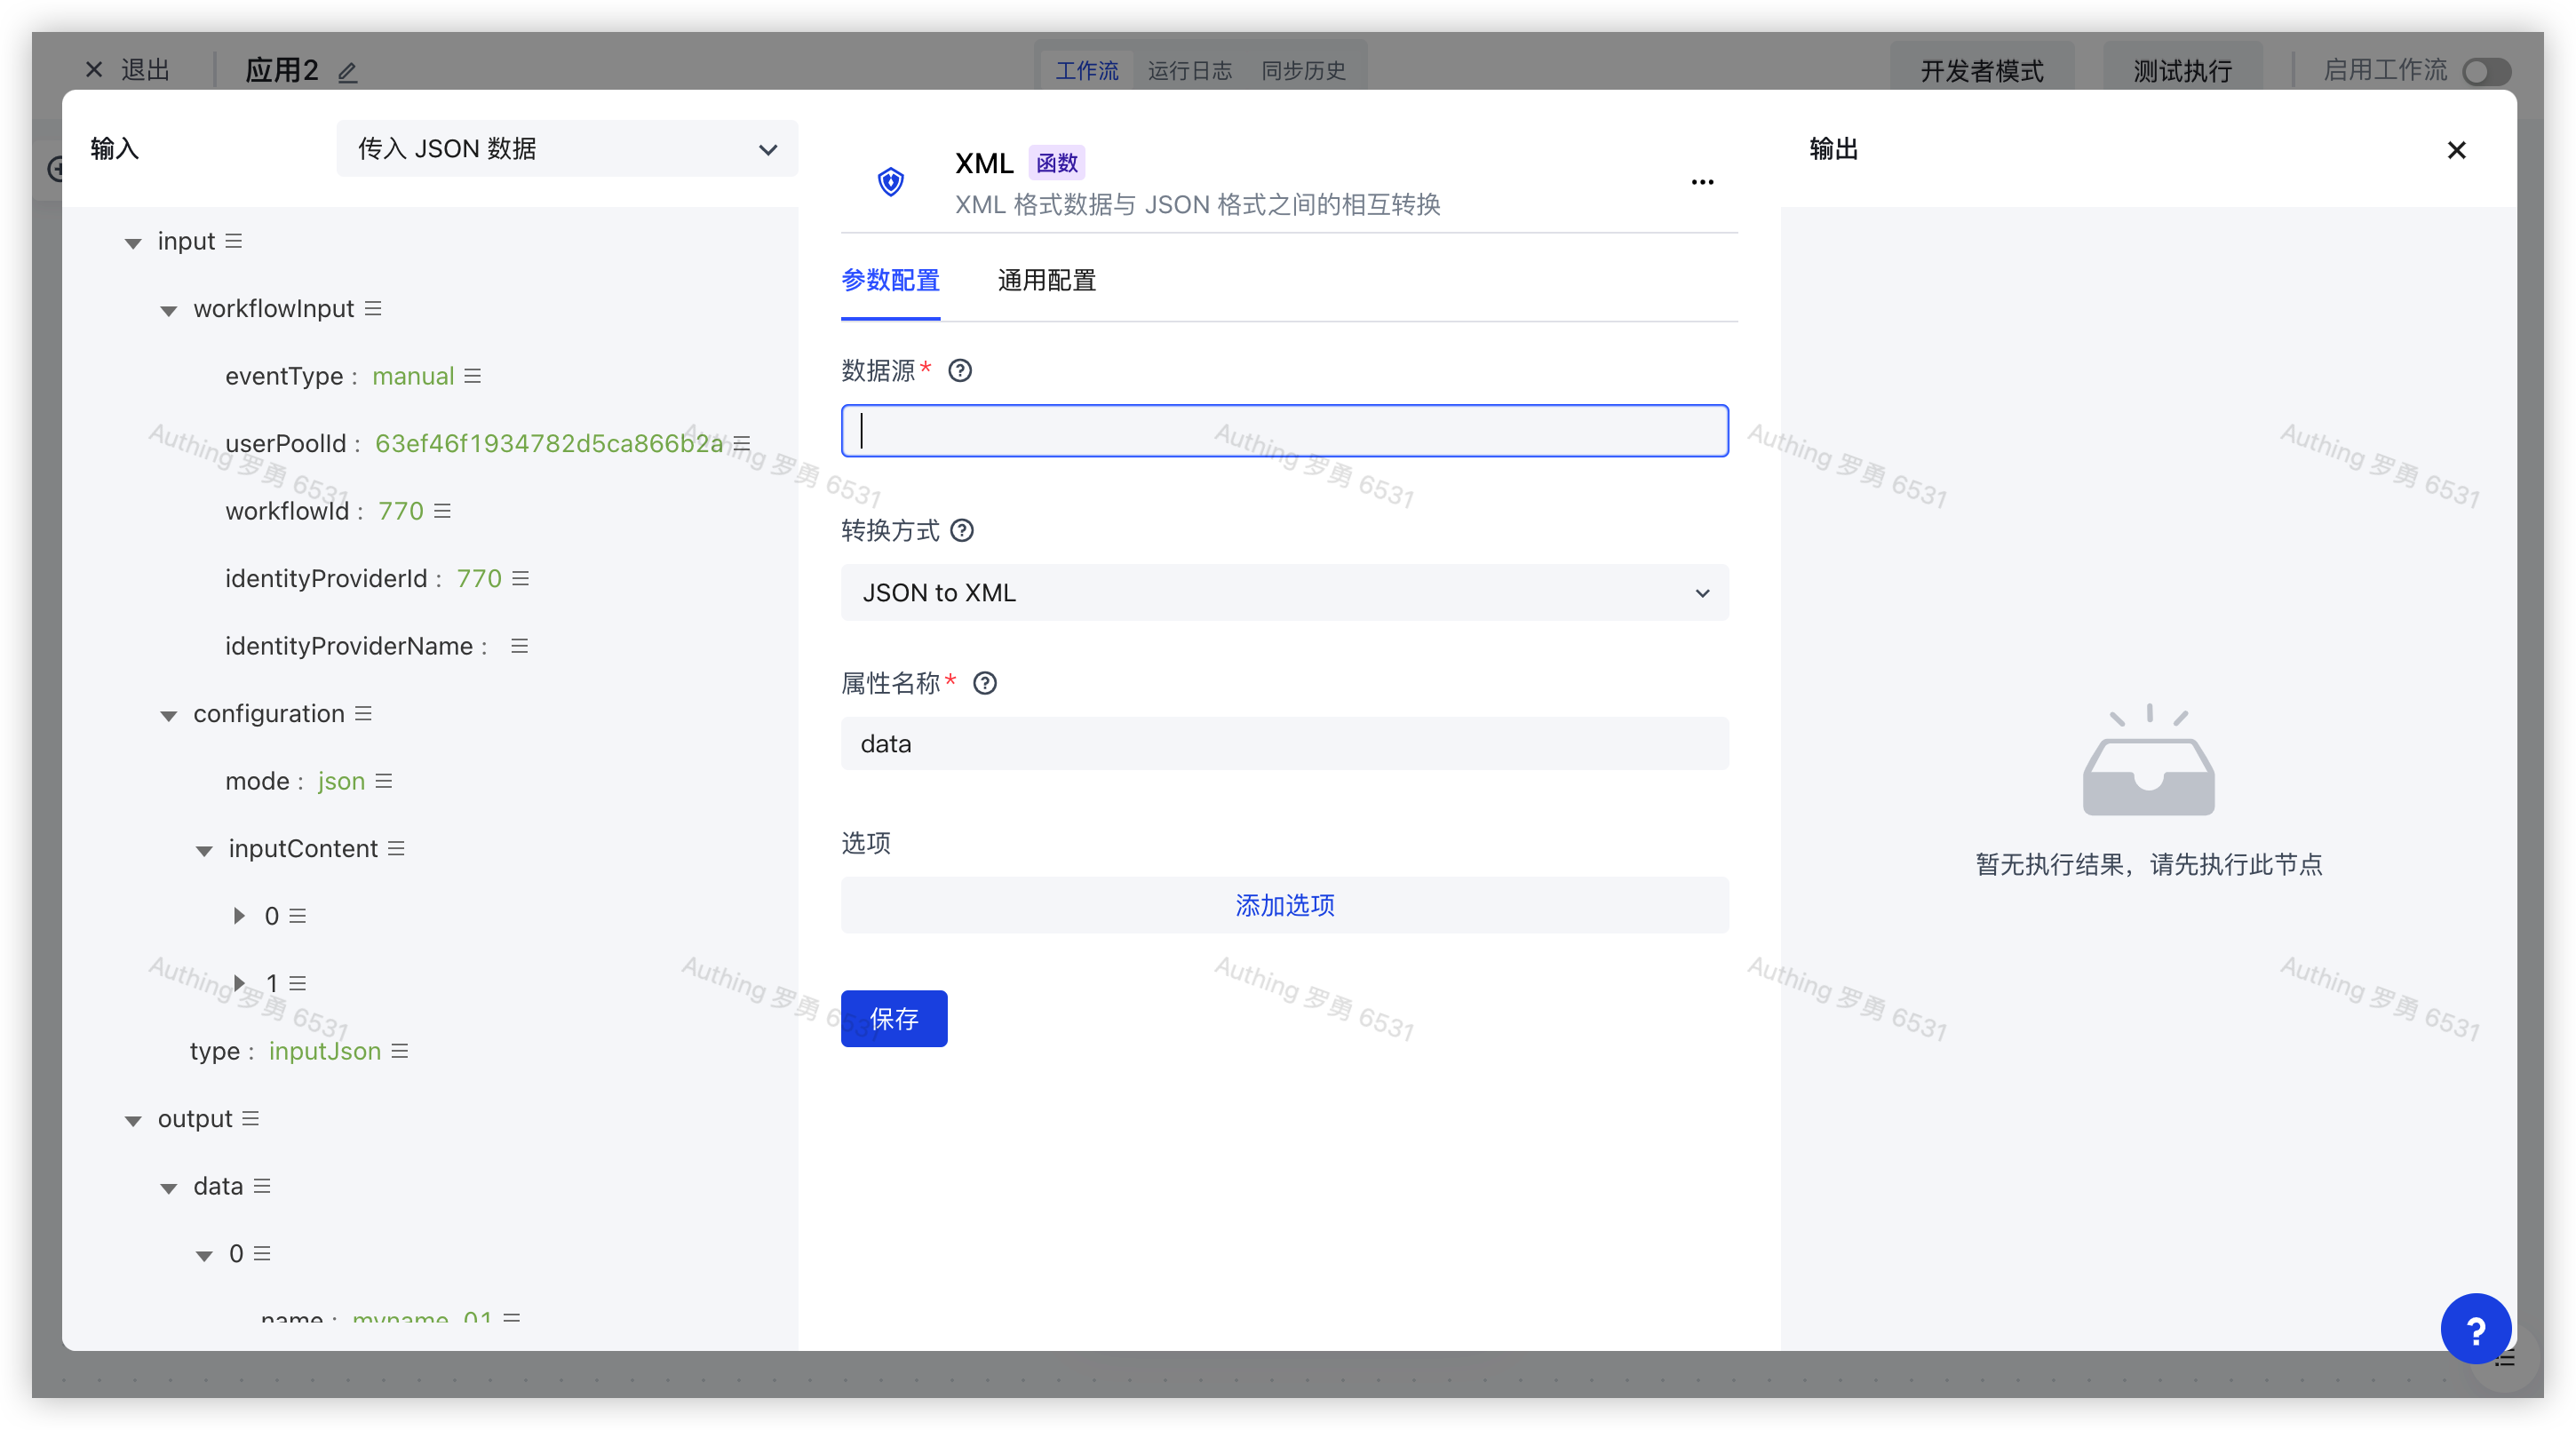 退出
应用2
工作流 运行日志 同步历史
开发者模式
测试执行
启用工作流
输入
传入 JSON 数据
input
workflowInput
eventType : manual
userPoolId : 63ef46f1934782d5ca866b2a
workflowId : 770
identityProviderId : 770
identityProviderName :
configuration
mode : json
inputContent
0
1
type : inputJson
output
data
0
name : myname_01
XML 函数
XML 格式数据与 JSON 格式之间的相互转换
参数配置 通用配置
数据源*
转换方式
JSON to XML
属性名称*
data
选项
添加选项
保存
输出
暂无执行结果，请先执行此节点
Authing 罗勇 6531
Authing 罗勇 6531
Authing 罗勇 6531
Authing 罗勇 6531
Authing 罗勇 6531
Authing 罗勇 6531
Authing 罗勇 6531
Authing 罗勇 6531
Authing 罗勇 6531
Authing 罗勇 6531